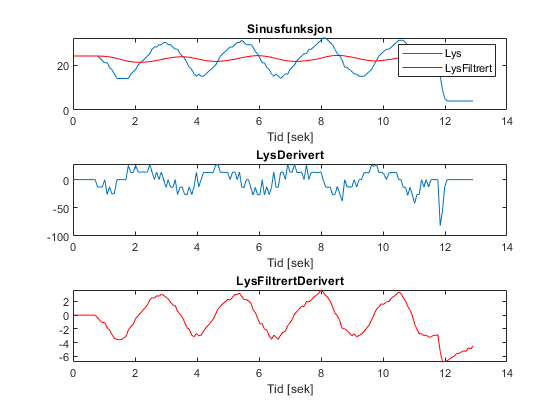 Sinusfunksjon
20
0
Lys
LysFiltrert
0 2 4 6 8 10 12 14
Tid [sek]
LysDerivert
0
-50
-100
0 2 4 6 8 10 12 14
Tid [sek]
LysFiltrertDerivert
2
0
-2
-4
-6
0 2 4 6 8 10 12 14
Tid [sek]